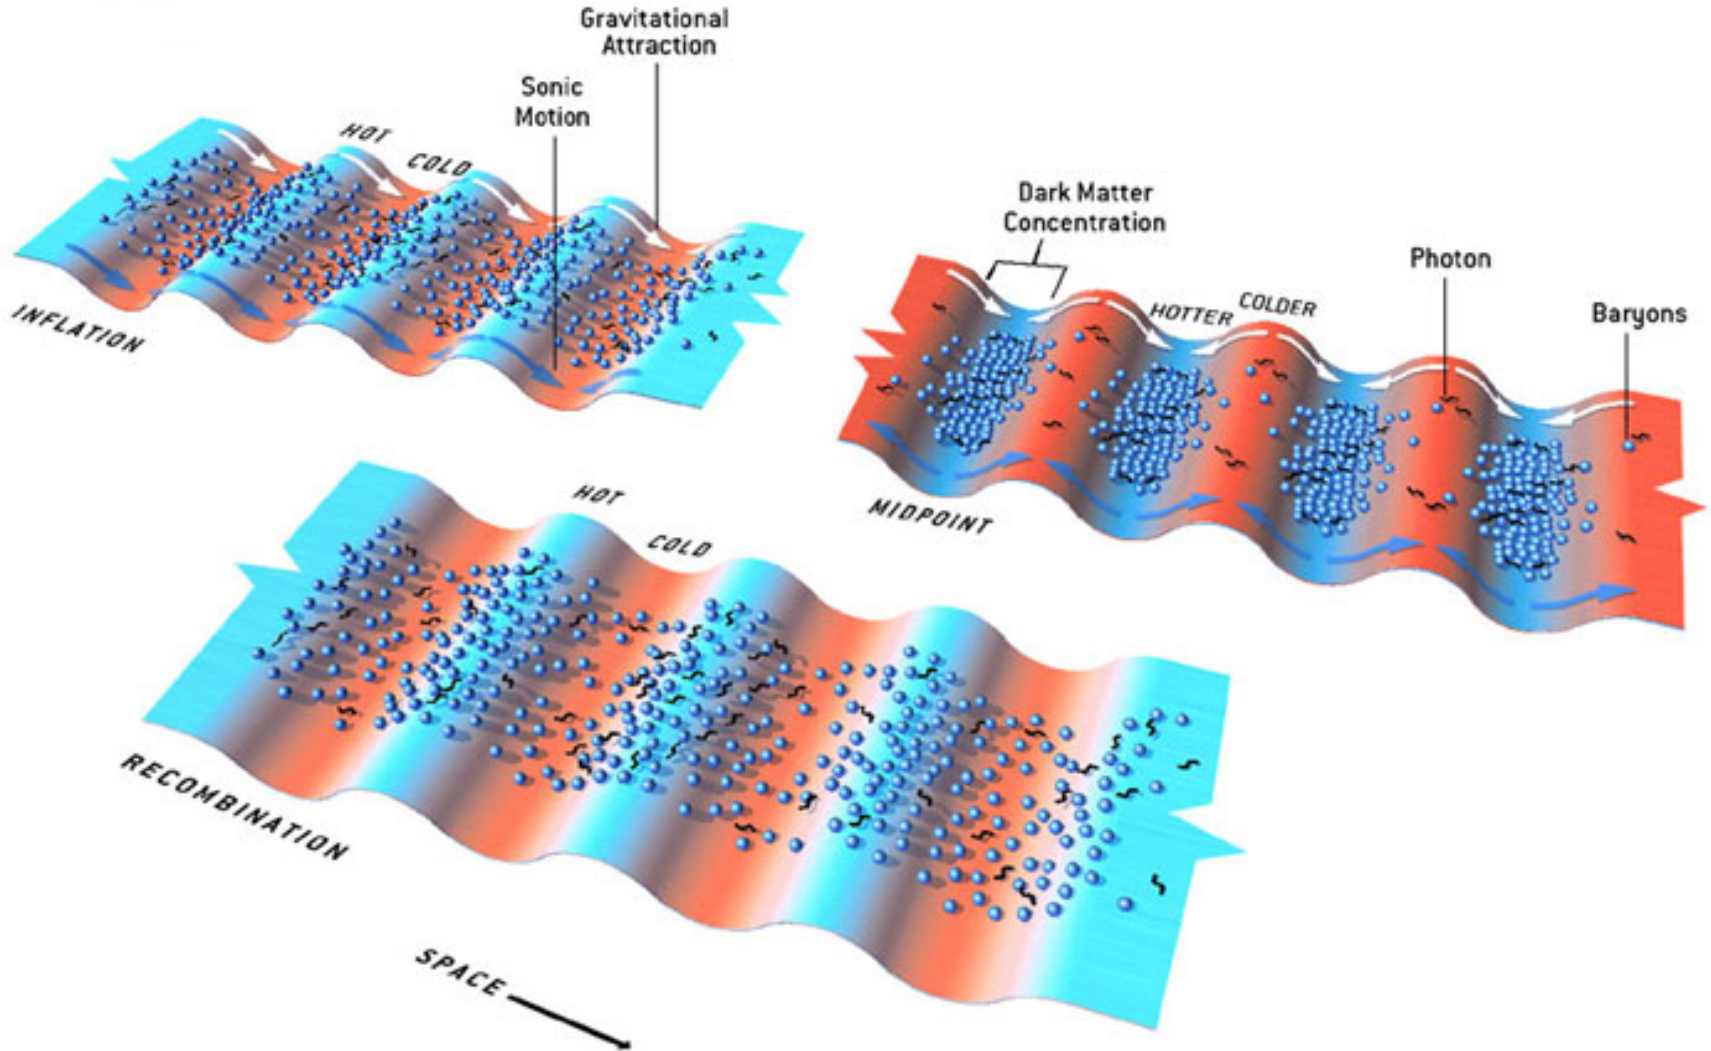 Gravitational
Attraction
Sonic
Motion
HOT
COLD
INFLATION
Dark Matter
Concentration
Photon
Baryons
HOTTER
COLDER
MIDPOINT
HOT
COLD
RECOMBINATION
SPACE